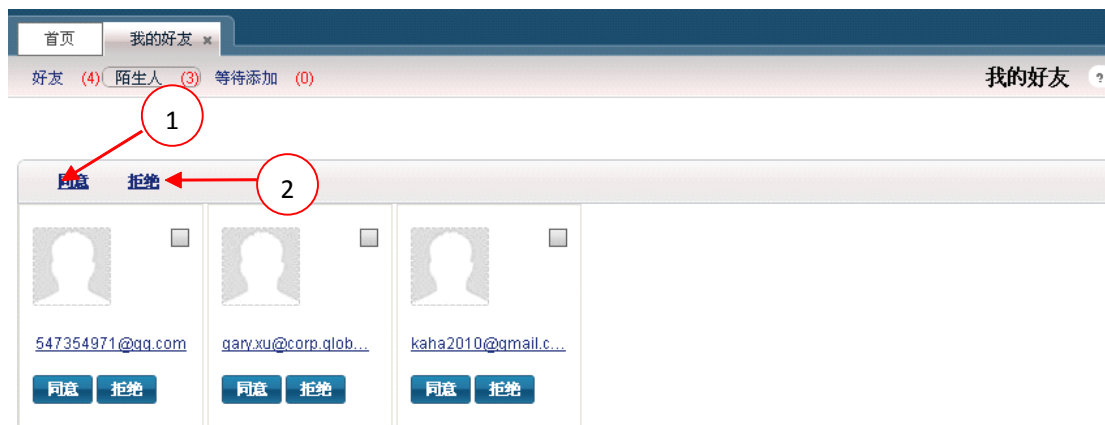 首页 我的好友 ×
好友 (4) 陌生人 (3) 等待添加 (0) 我的好友 ?
1
同意 拒绝
2
547354971@qq.com gary.xu@corp.glob... kaha2010@gmail.c...
同意 拒绝 同意 拒绝 同意 拒绝